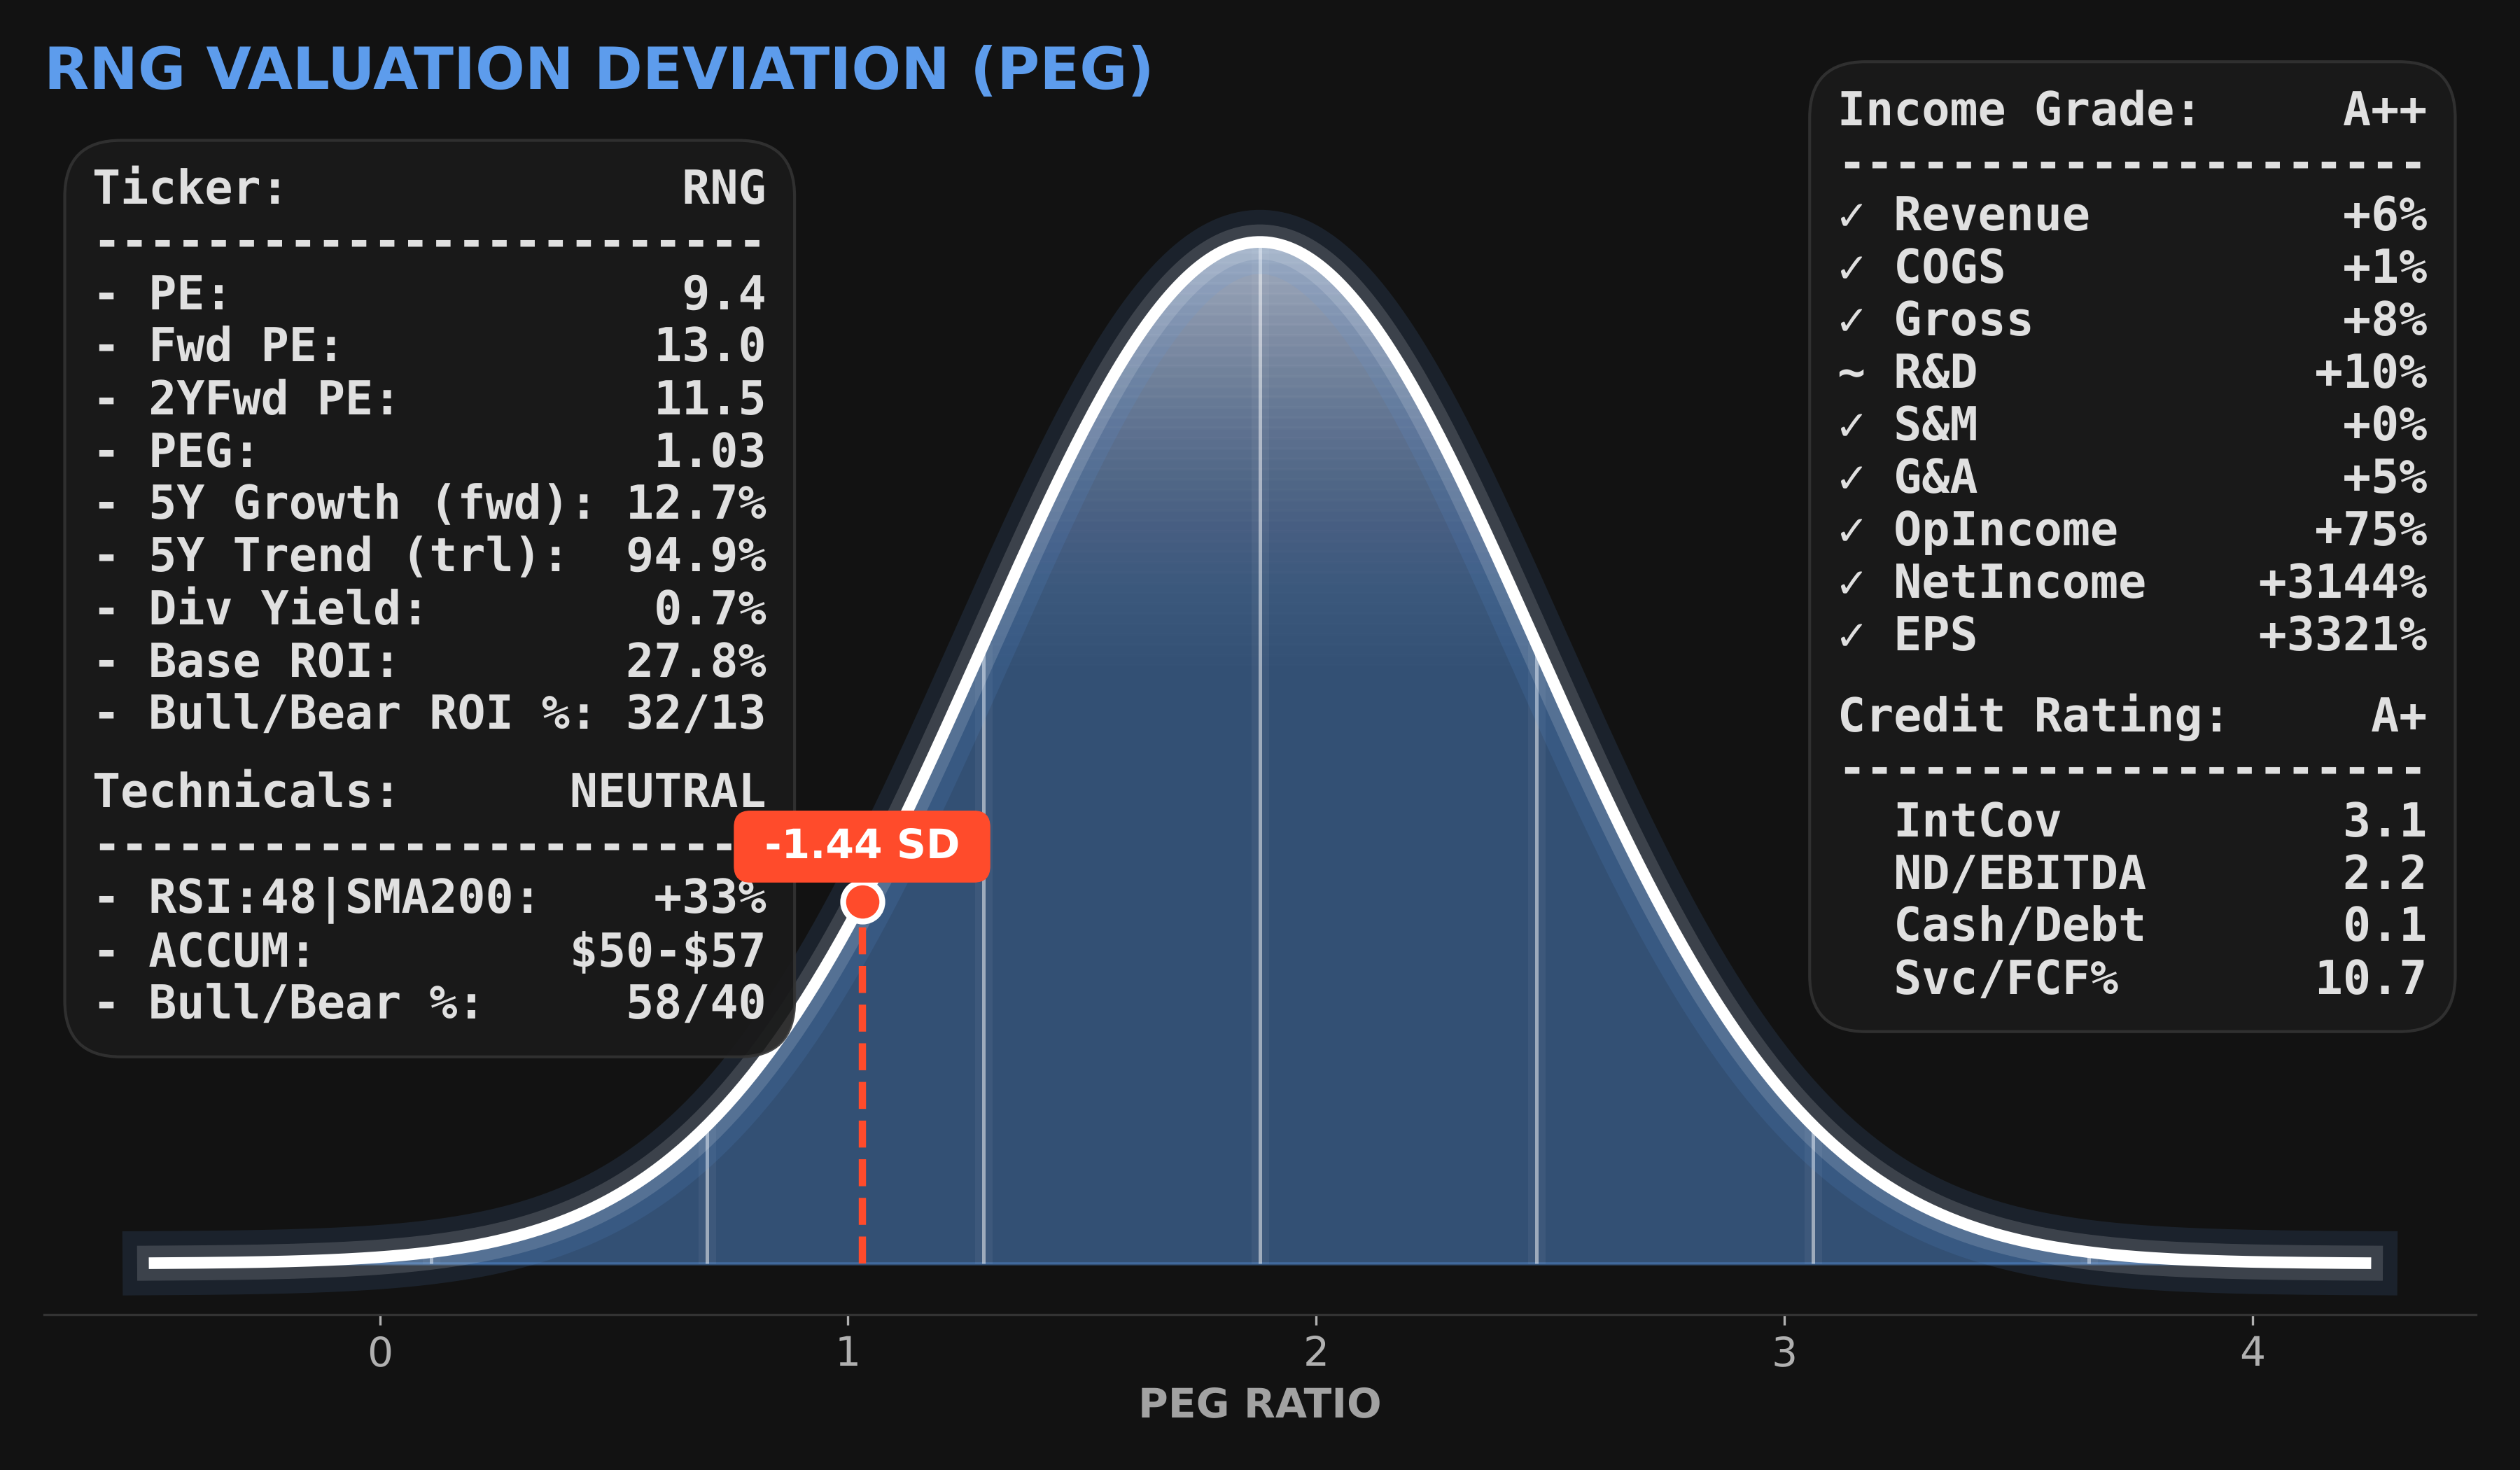 RNG VALUATION DEVIATION (PEG)
Ticker: RNG
------------------------
- PE: 9.4
- Fwd PE: 13.0
- 2YFwd PE: 11.5
- PEG: 1.03
- 5Y Growth (fwd): 12.7%
- 5Y Trend (trl): 94.9%
- Div Yield: 0.7%
- Base ROI: 27.8%
- Bull/Bear ROI %: 32/13
Technicals: NEUTRAL
------------------------
- RSI:48|SMA200: +33%
- ACCUM: $50-$57
- Bull/Bear %: 58/40
-1.44 SD
Income Grade: A++
---------------------
✓ Revenue +6%
✓ COGS +1%
✓ Gross +8%
~ R&D +10%
✓ S&M +0%
✓ G&A +5%
✓ OpIncome +75%
✓ NetIncome +3144%
✓ EPS +3321%
Credit Rating: A+
---------------------
IntCov 3.1
ND/EBITDA 2.2
Cash/Debt 0.1
Svc/FCF% 10.7
0 1 2 3 4
PEG RATIO